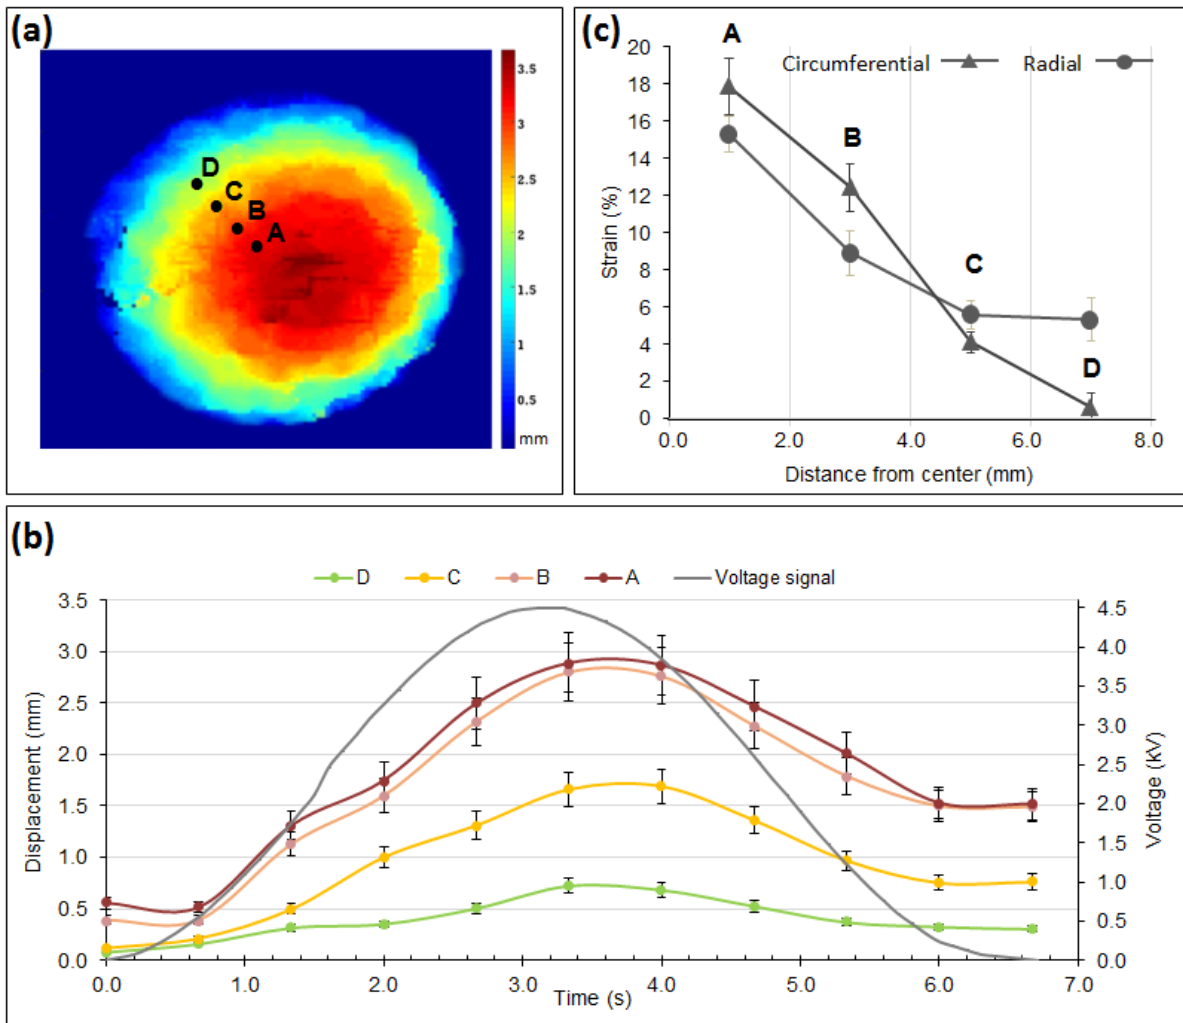 (a)
3.5
3
2.5
2
1.5
1
0.5
mm
D
C
B
A
(c)
A
B
C
D
Circumferential
Radial
20
18
16
14
12
10
8
6
4
2
0
Strain (%)
0.0 2.0 4.0 6.0 8.0
Distance from center (mm)
(b)
D C B A Voltage signal
3.5
3.0
2.5
2.0
1.5
1.0
0.5
0.0
Displacement (mm)
4.5
4.0
3.5
3.0
2.5
2.0
1.5
1.0
0.5
0.0
Voltage (kV)
0.0 1.0 2.0 3.0 4.0 5.0 6.0 7.0
Time (s)